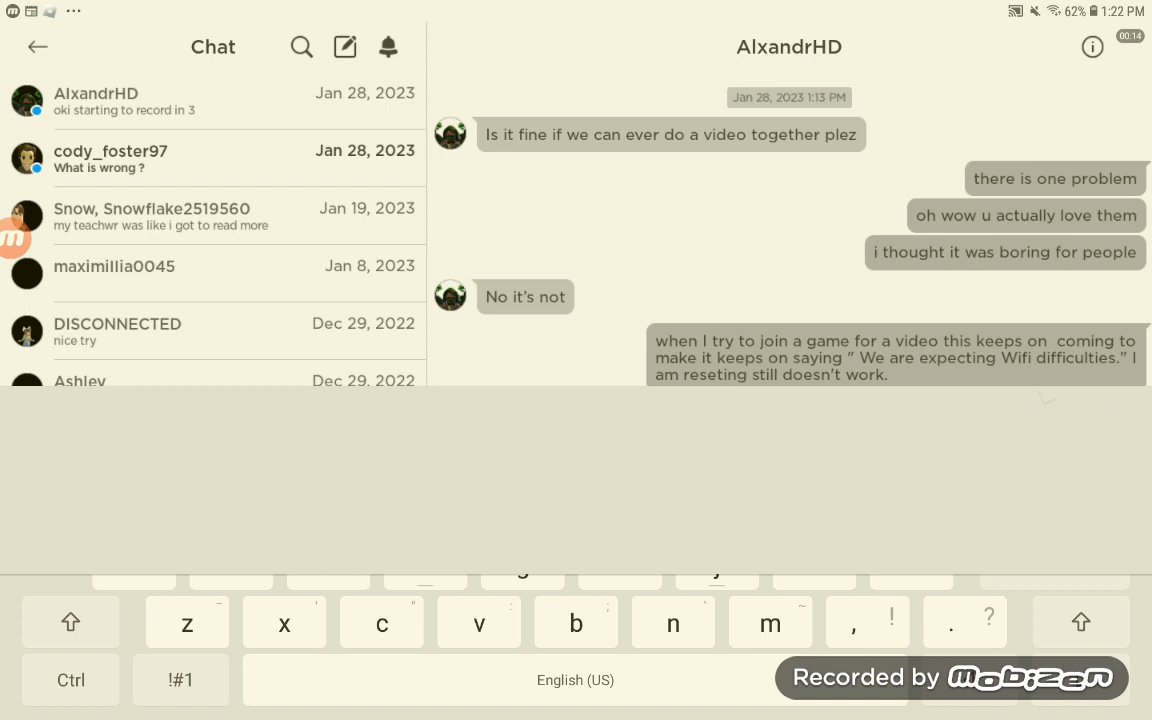 62% 1:22 PM
00:14
Chat
AlxandrHD
AlxandrHD
Jan 28, 2023
oki starting to record in 3
cody_foster97
Jan 28, 2023
What is wrong ?
Snow, Snowflake2519560
Jan 19, 2023
my teachwr was like i got to read more
maximillia0045
Jan 8, 2023
DISCONNECTED
Dec 29, 2022
nice try
Ashley
Dec 29, 2022
Jan 28, 2023 1:13 PM
Is it fine if we can ever do a video together plez
there is one problem
oh wow u actually love them
i thought it was boring for people
No it's not
when I try to join a game for a video this keeps on coming to
make it keeps on saying " We are expecting Wifi difficulties." I
am reseting still doesn't work.
z x c v b n m , ! . ?
Ctrl !#1 English (US)
Recorded by mobizen